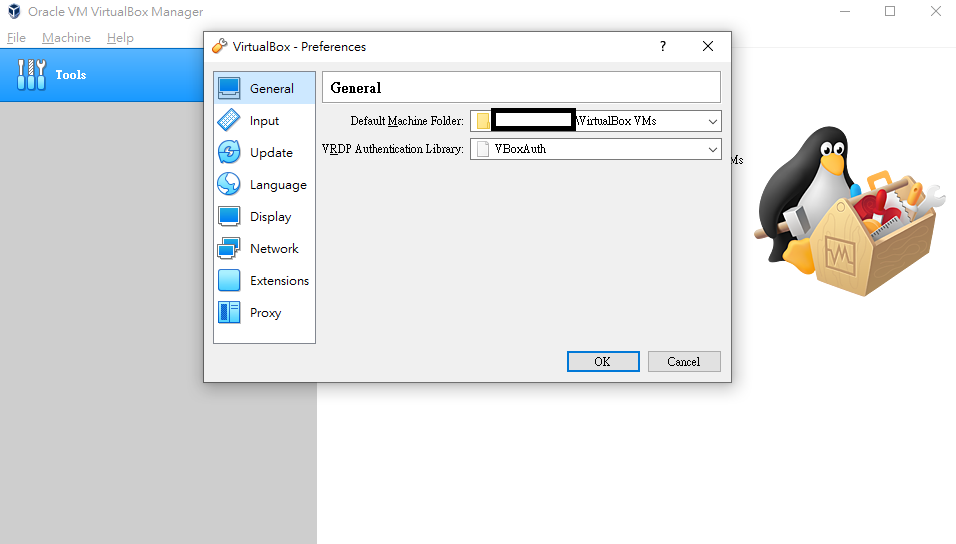 Oracle VM VirtualBox Manager
File Machine Help
VirtualBox - Preferences ?
Tools
General
General
Default Machine Folder: \VirtualBox VMs
Input
VRDP Authentication Library: VBoxAuth
Update
Ms
Language
Display
Network
Extensions
Proxy
OK Cancel